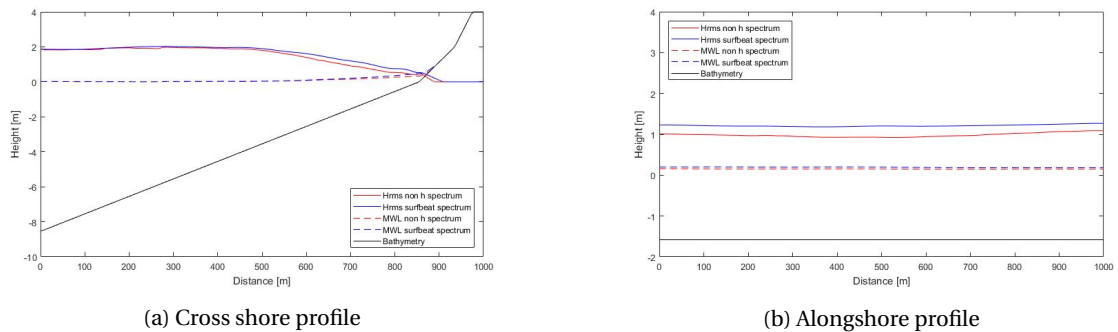 4
2
0
-2
-4
-6
-8
-10
Height [m]
0 100 200 300 400 500 600 700 800 900 1000
Distance [m]
Hrms non h spectrum
Hrms surfbeat spectrum
MWL non h spectrum
MWL surfbeat spectrum
Bathymetry
(a) Cross shore profile
4
3
2
1
0
-1
-2
Height [m]
0 100 200 300 400 500 600 700 800 900 1000
Distance [m]
Hrms non h spectrum
Hrms surfbeat spectrum
MWL non h spectrum
MWL surfbeat spectrum
Bathymetry
(b) Alongshore profile